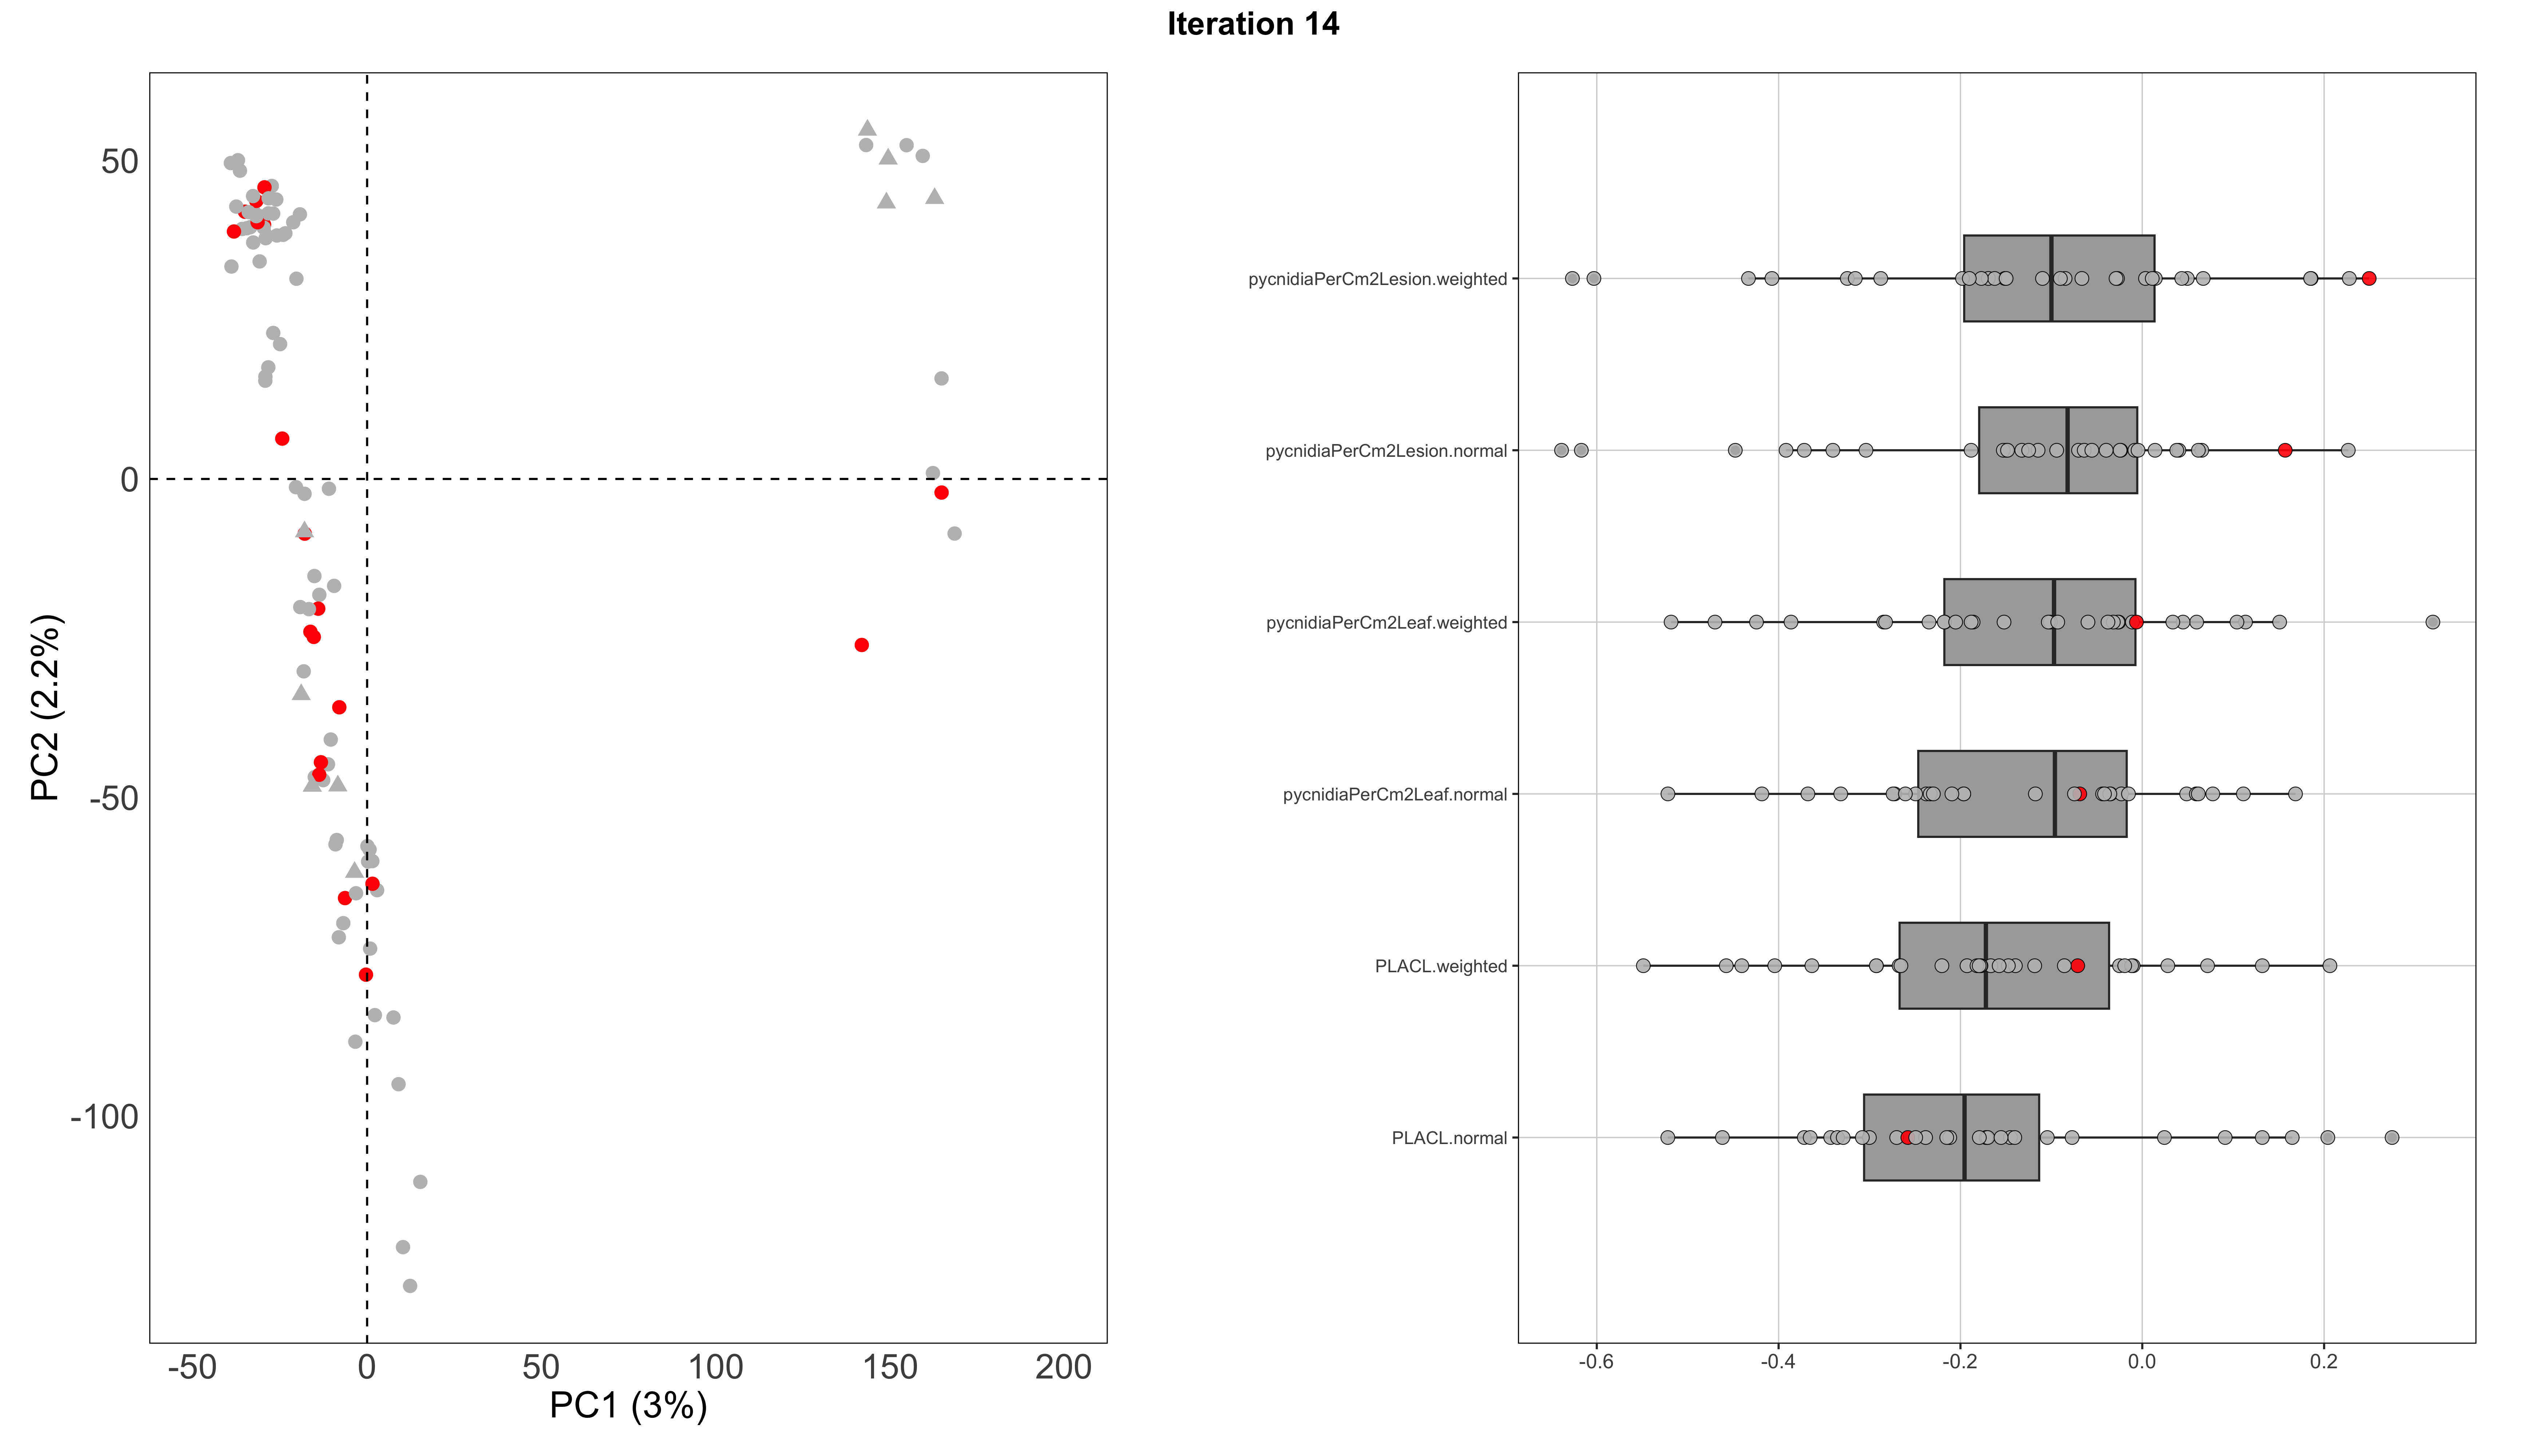 Iteration 14
50
0
-50
-100
PC2 (2.2%)
-50 0 50 100 150 200
PC1 (3%)
pycnidiaPerCm2Lesion.weighted
pycnidiaPerCm2Lesion.normal
pycnidiaPerCm2Leaf.weighted
pycnidiaPerCm2Leaf.normal
PLACL.weighted
PLACL.normal
-0.6 -0.4 -0.2 0.0 0.2